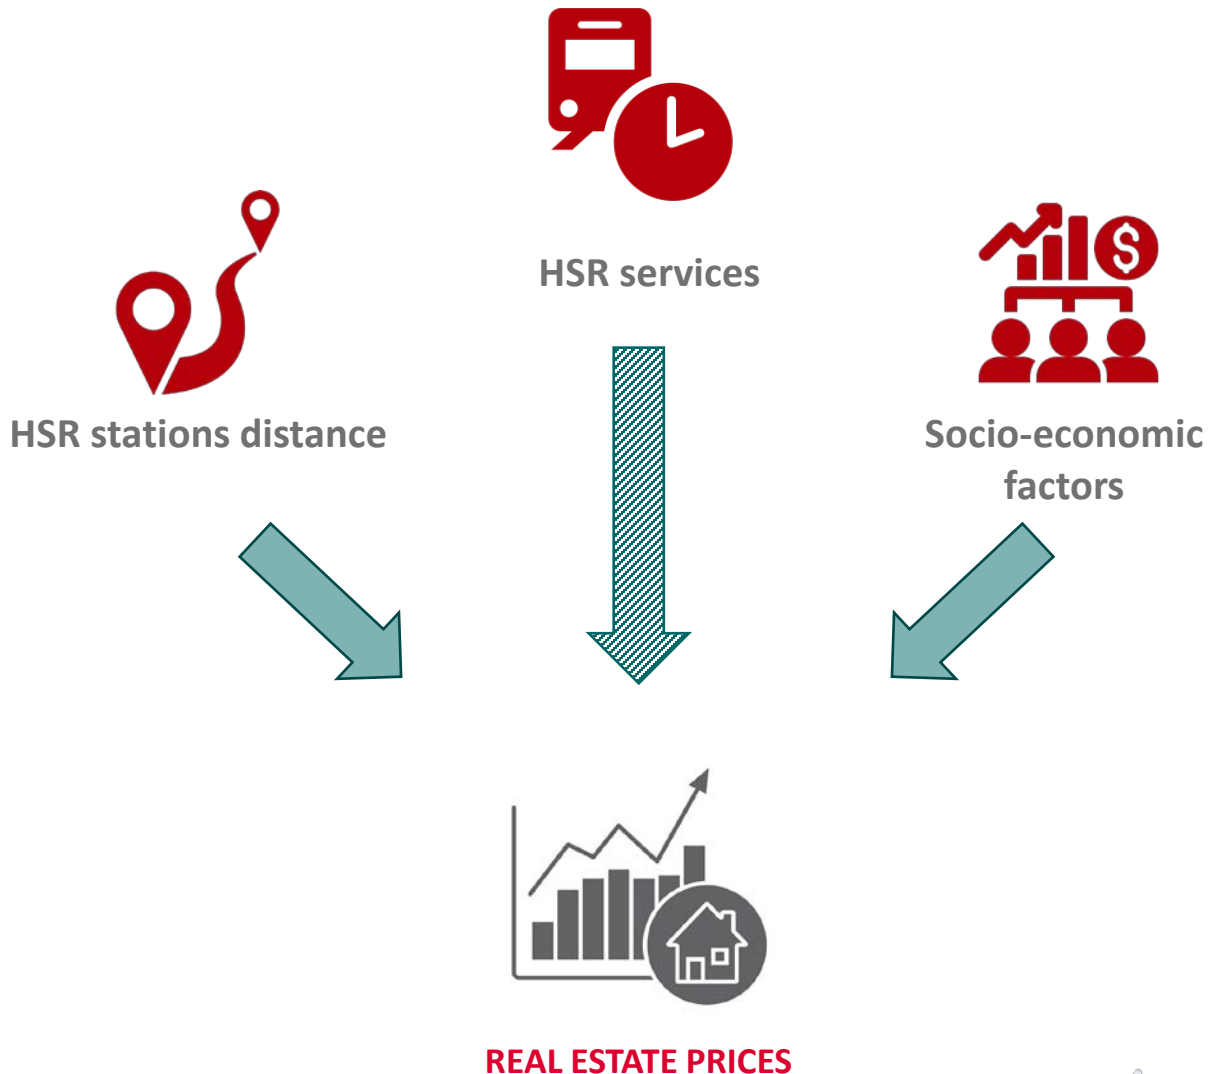 HSR services
HSR stations distance
Socio-economic
factors
REAL ESTATE PRICES